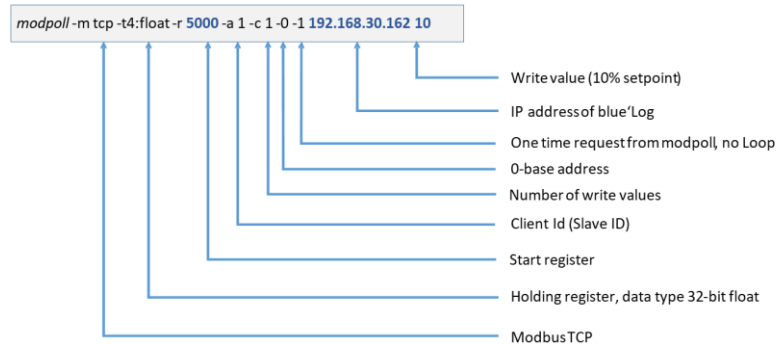 modpoll -m tcp -t4:float -r 5000 -a 1 -c 1 -0 -1 192.168.30.162 10
Write value (10% setpoint)
IP address of blue‘Log
One time request from modpoll, no Loop
0-base address
Number of write values
Client Id (Slave ID)
Start register
Holding register, data type 32-bit float
Modbus TCP